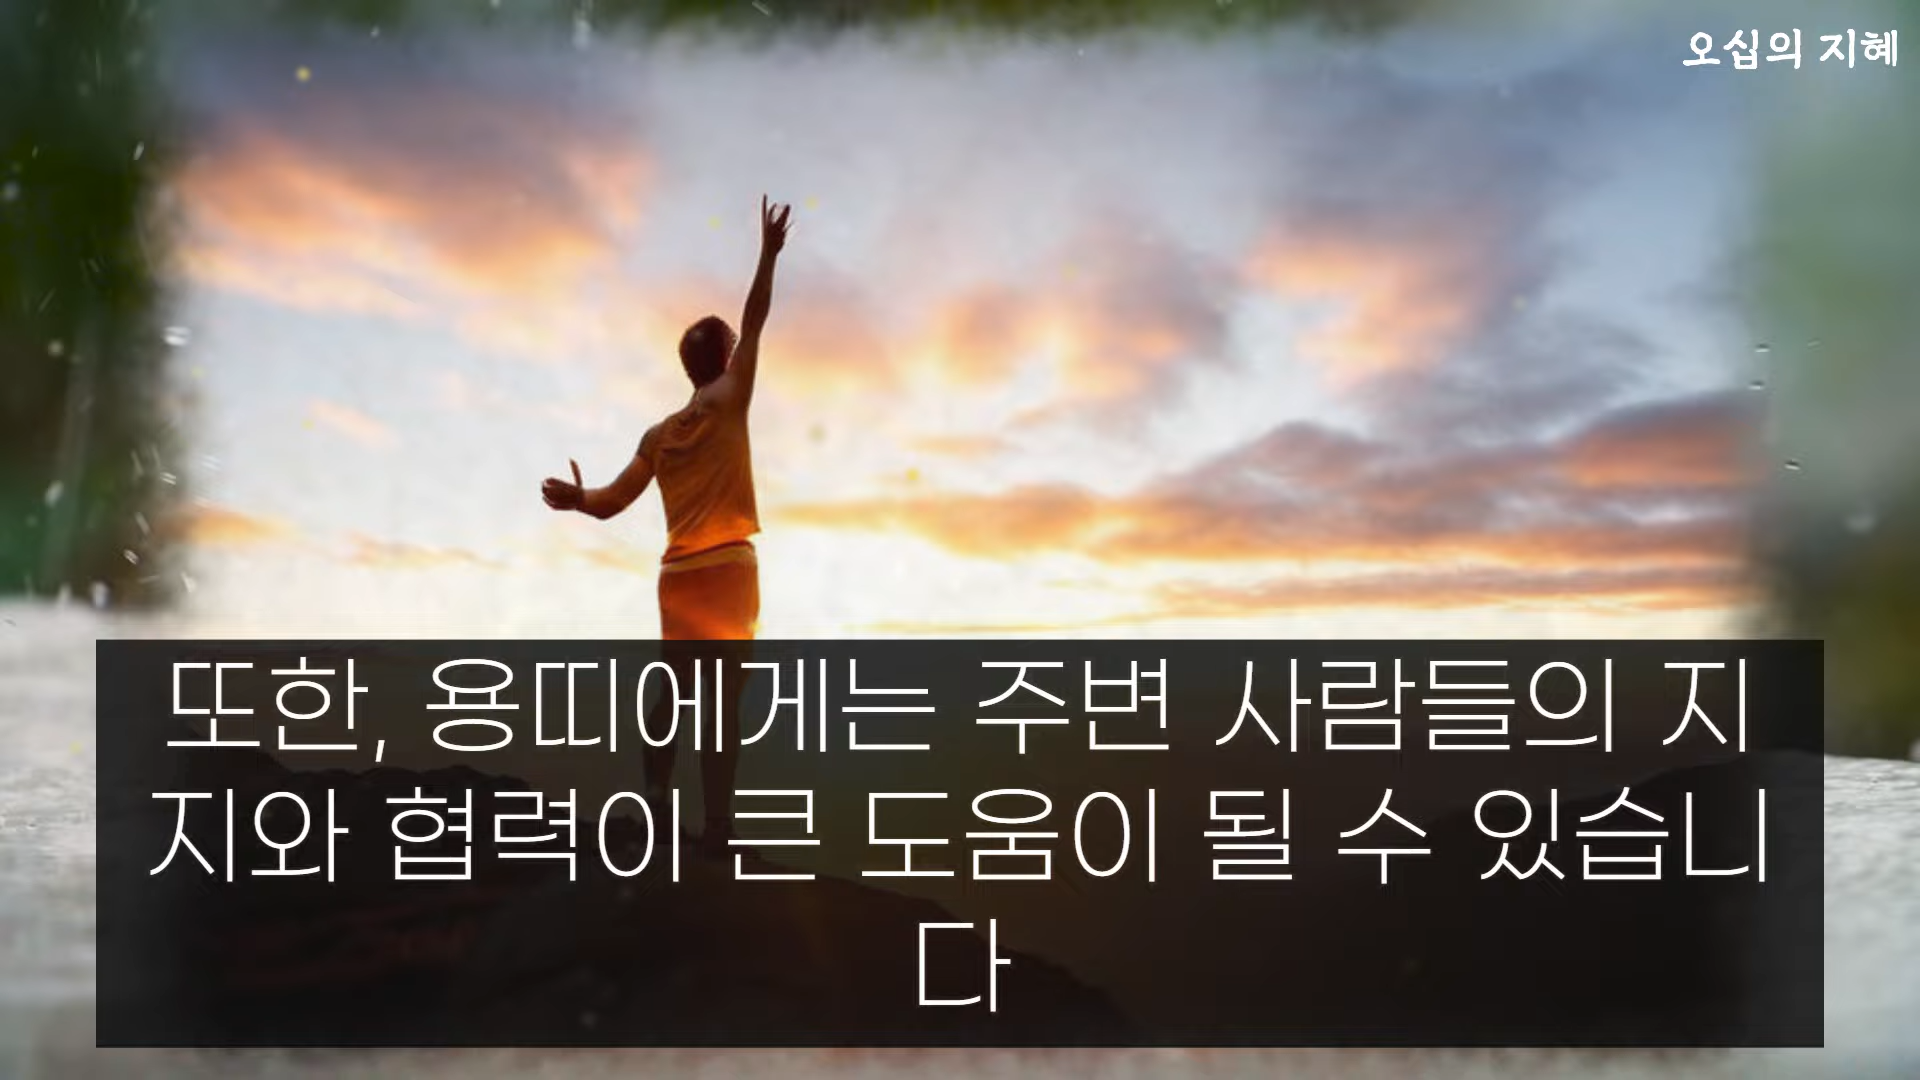 오십의 지혜
또한, 용띠에게는 주변 사람들의 지
지와 협력이 큰 도움이 될 수 있습니
다